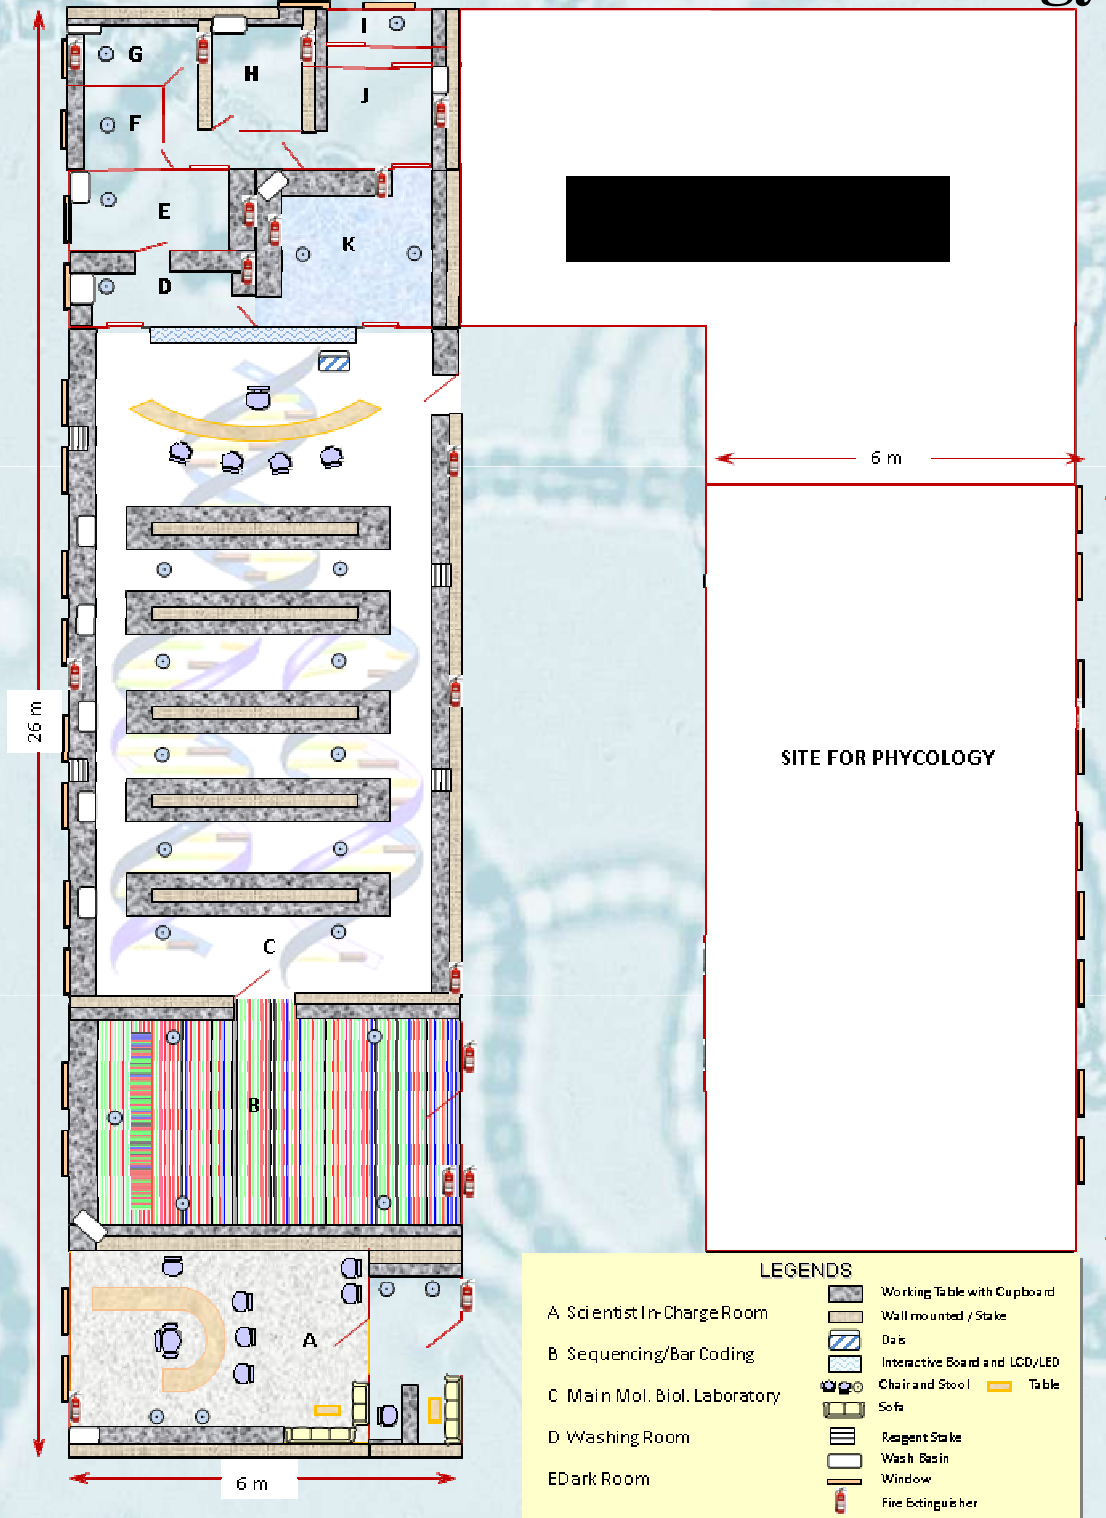 I
G
H
J
F
E
K
D
6 m
26 m
SITE FOR PHYCOLOGY
C
B
A
6 m
LEGENDS
A Scientist In-Charge Room
B Sequencing/Bar Coding
C Main Mol. Biol. Laboratory
D Washing Room
E Dark Room
Working Table with Cupboard
Wall mounted / Stake
Dais
Interactive Board and LCD/LED
Chair and Stool
Table
Sofa
Reagent Stake
Wash Basin
Window
Fire Extinguisher